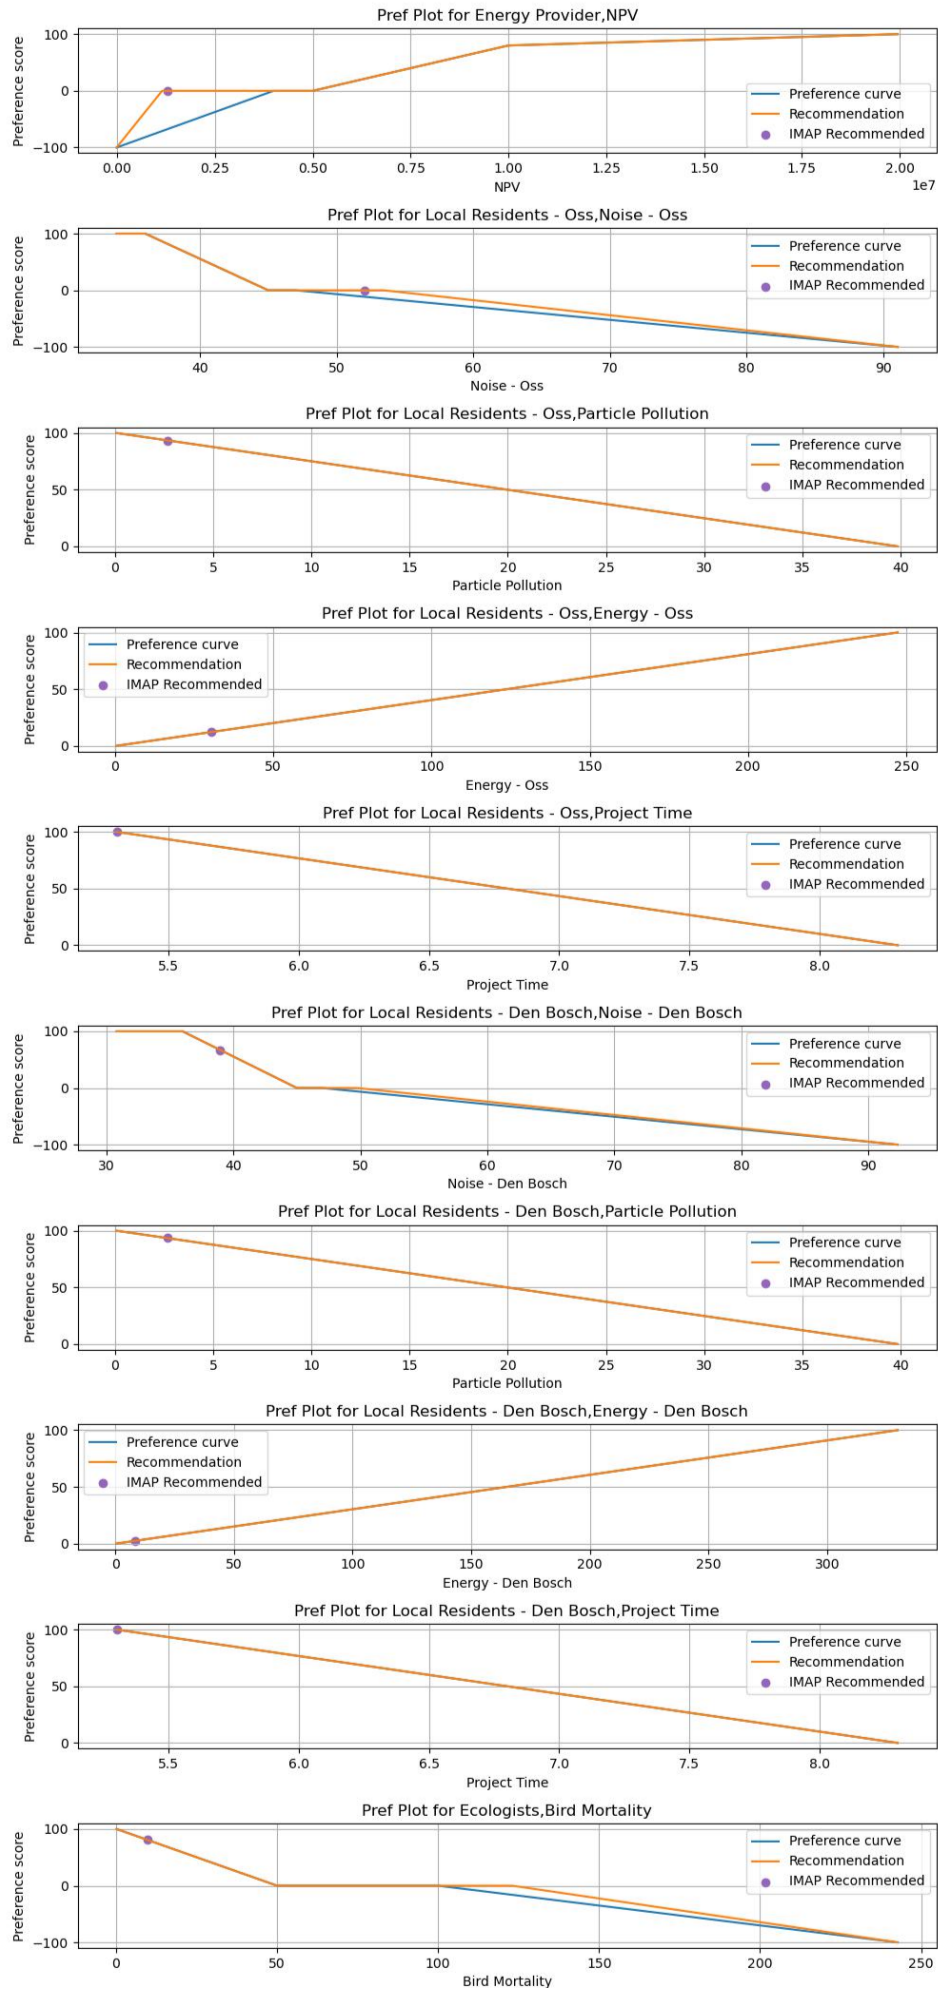 Pref Plot for Energy Provider,NPV
100
0
−100
Preference score
Preference curve
Recommendation
IMAP Recommended
0.00 0.25 0.50 0.75 1.00 1.25 1.50 1.75 2.00
1e7
NPV
Pref Plot for Local Residents - Oss,Noise - Oss
100
0
−100
Preference score
Preference curve
Recommendation
IMAP Recommended
40 50 60 70 80 90
Noise - Oss
Pref Plot for Local Residents - Oss,Particle Pollution
100
50
0
Preference score
Preference curve
Recommendation
IMAP Recommended
0 5 10 15 20 25 30 35 40
Particle Pollution
Pref Plot for Local Residents - Oss,Energy - Oss
100
50
0
Preference score
Preference curve
Recommendation
IMAP Recommended
0 50 100 150 200 250
Energy - Oss
Pref Plot for Local Residents - Oss,Project Time
100
50
0
Preference score
Preference curve
Recommendation
IMAP Recommended
5.5 6.0 6.5 7.0 7.5 8.0
Project Time
Pref Plot for Local Residents - Den Bosch,Noise - Den Bosch
100
0
−100
Preference score
Preference curve
Recommendation
IMAP Recommended
30 40 50 60 70 80 90
Noise - Den Bosch
Pref Plot for Local Residents - Den Bosch,Particle Pollution
100
50
0
Preference score
Preference curve
Recommendation
IMAP Recommended
0 5 10 15 20 25 30 35 40
Particle Pollution
Pref Plot for Local Residents - Den Bosch,Energy - Den Bosch
100
50
0
Preference score
Preference curve
Recommendation
IMAP Recommended
0 50 100 150 200 250 300
Energy - Den Bosch
Pref Plot for Local Residents - Den Bosch,Project Time
100
50
0
Preference score
Preference curve
Recommendation
IMAP Recommended
5.5 6.0 6.5 7.0 7.5 8.0
Project Time
Pref Plot for Ecologists,Bird Mortality
100
0
−100
Preference score
Preference curve
Recommendation
IMAP Recommended
0 50 100 150 200 250
Bird Mortality